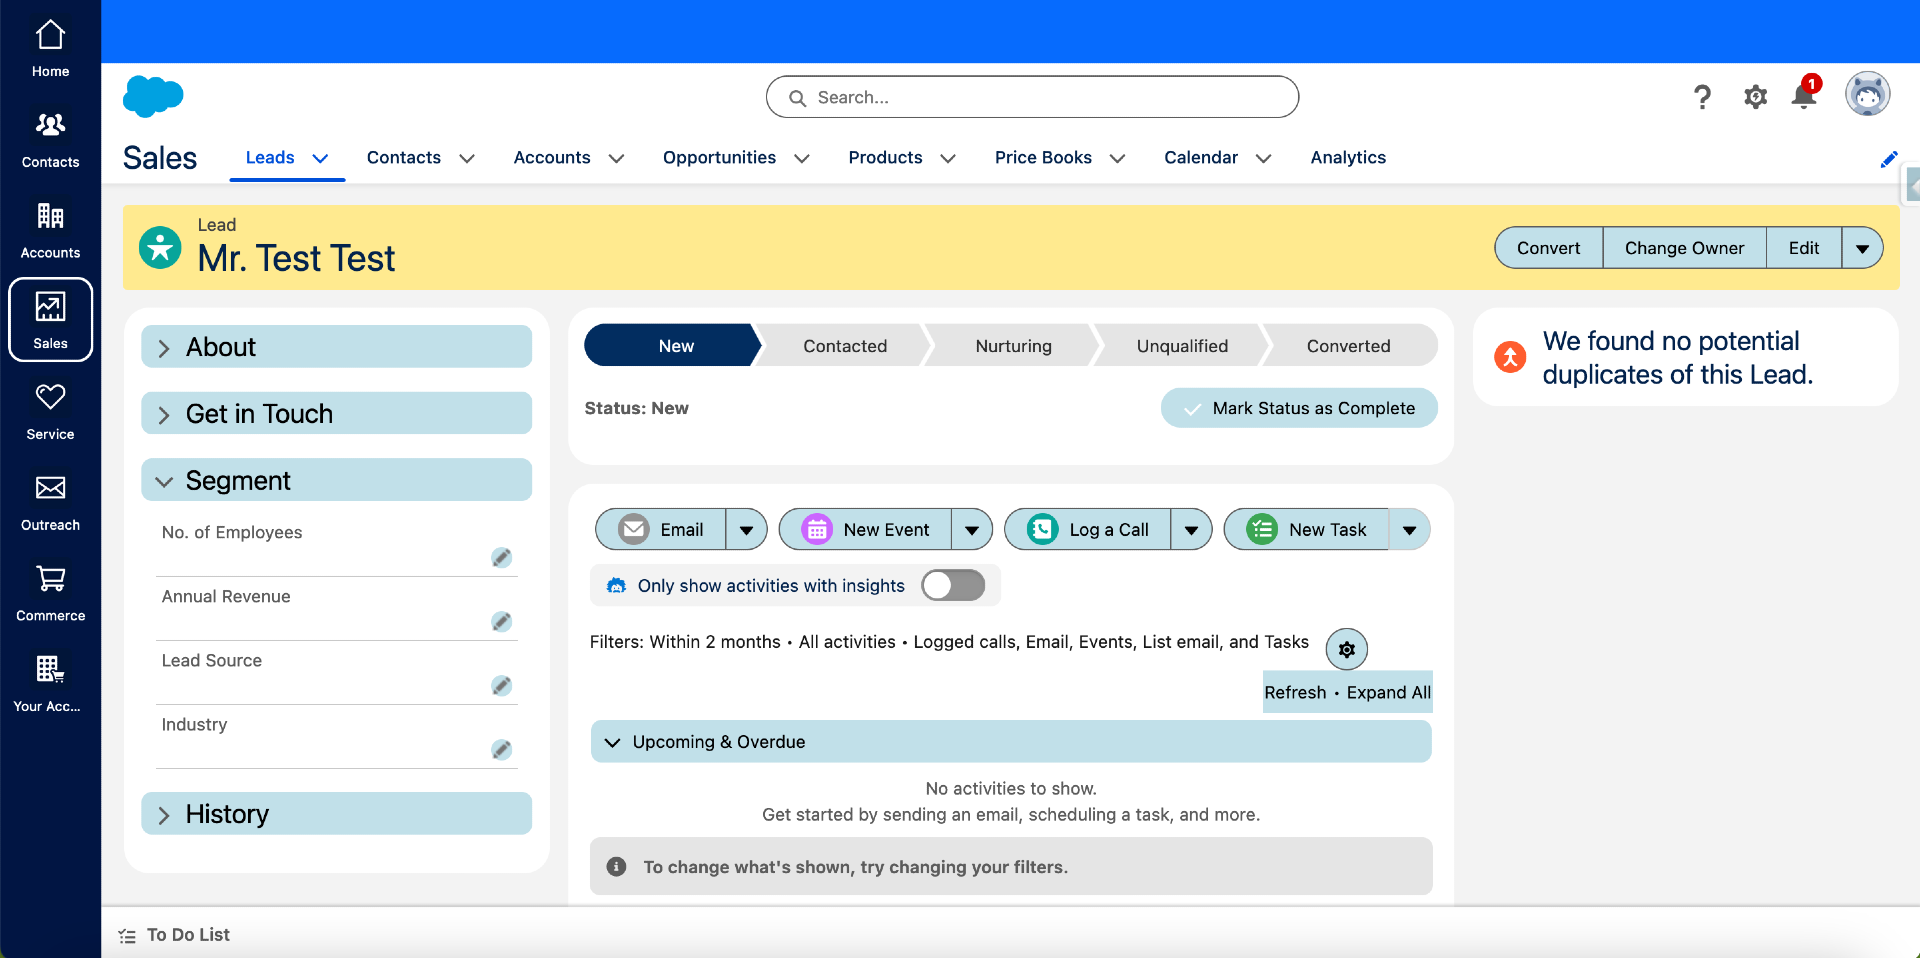 Home
Contacts
Accounts
Sales
Service
Outreach
Commerce
Your Acc...
Search...
1
Sales
Leads
Contacts
Accounts
Opportunities
Products
Price Books
Calendar
Analytics
Lead
Mr. Test Test
Convert
Change Owner
Edit
About
Get in Touch
Segment
No. of Employees
Annual Revenue
Lead Source
Industry
History
New
Contacted
Nurturing
Unqualified
Converted
Status: New
Mark Status as Complete
Email
New Event
Log a Call
New Task
Only show activities with insights
Filters: Within 2 months • All activities • Logged calls, Email, Events, List email, and Tasks
Refresh • Expand All
Upcoming & Overdue
No activities to show.
Get started by sending an email, scheduling a task, and more.
To change what's shown, try changing your filters.
We found no potential
duplicates of this Lead.
To Do List